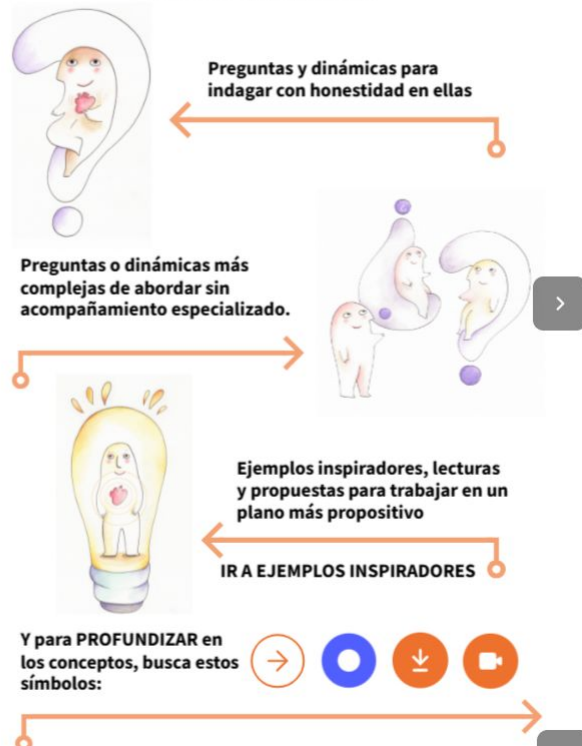 Preguntas y dinámicas para
indagar con honestidad en ellas
Preguntas o dinámicas más
complejas de abordar sin
acompañamiento especializado.
Ejemplos inspiradores, lecturas
y propuestas para trabajar en un
plano más propositivo
IR A EJEMPLOS INSPIRADORES
Y para PROFUNDIZAR en
los conceptos, busca estos
símbolos: